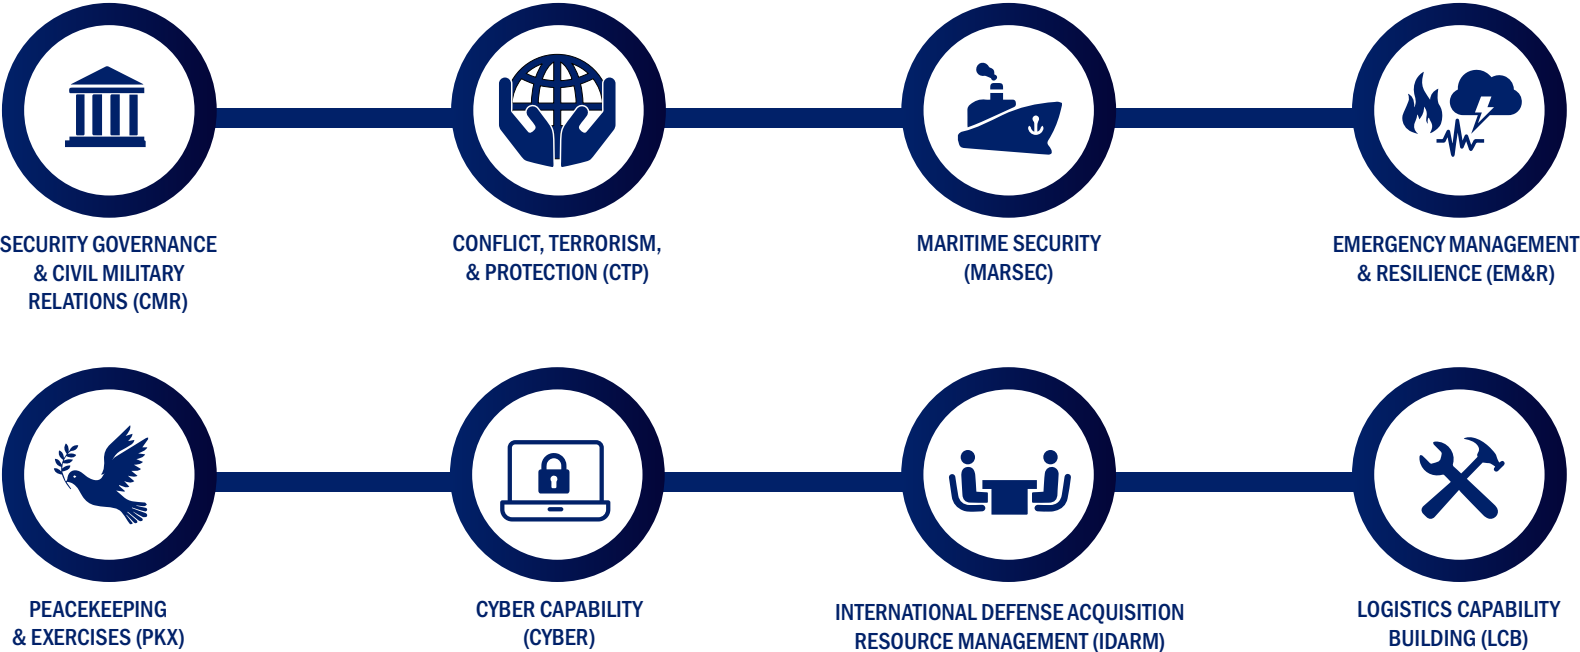 SECURITY GOVERNANCE
& CIVIL MILITARY
RELATIONS (CMR)
CONFLICT, TERRORISM,
& PROTECTION (CTP)
MARITIME SECURITY
(MARSEC)
EMERGENCY MANAGEMENT
& RESILIENCE (EM&R)
PEACEKEEPING
& EXERCISES (PKX)
CYBER CAPABILITY
(CYBER)
INTERNATIONAL DEFENSE ACQUISITION
RESOURCE MANAGEMENT (IDARM)
LOGISTICS CAPABILITY
BUILDING (LCB)